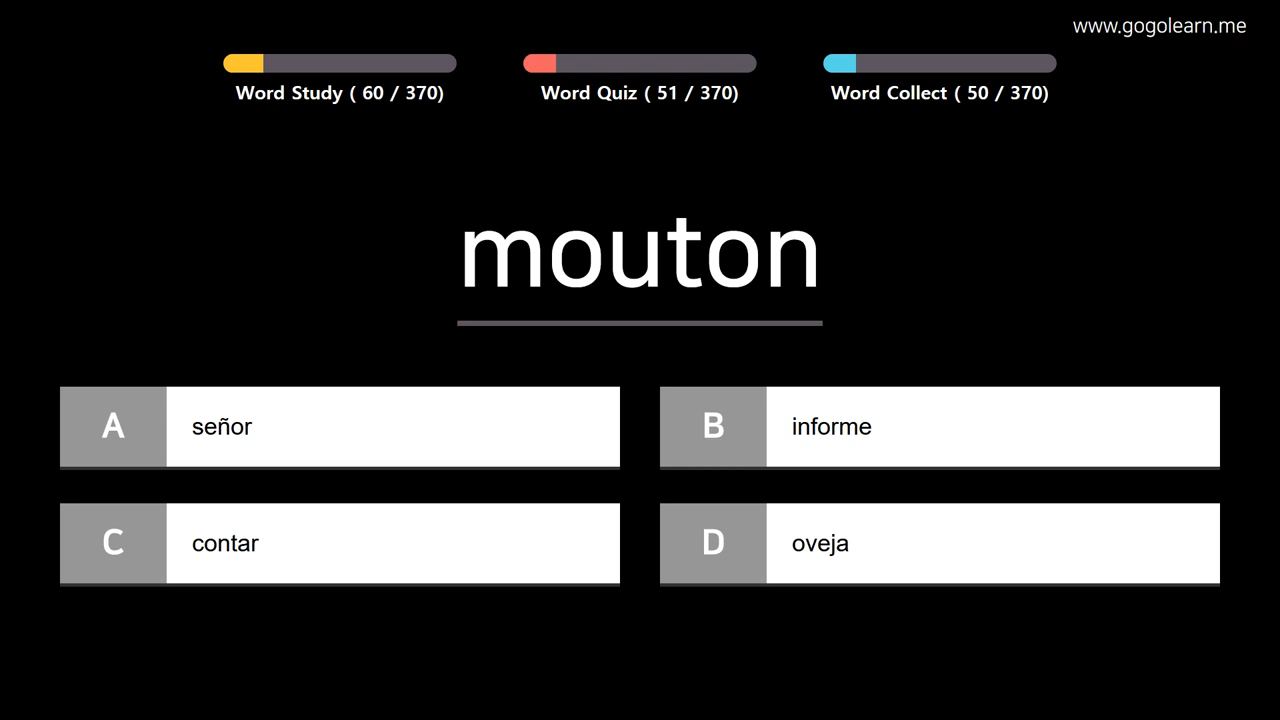 www.gogolearn.me
Word Study ( 60 / 370)
Word Quiz ( 51 / 370)
Word Collect ( 50 / 370)
mouton
A señor
B informe
C contar
D oveja